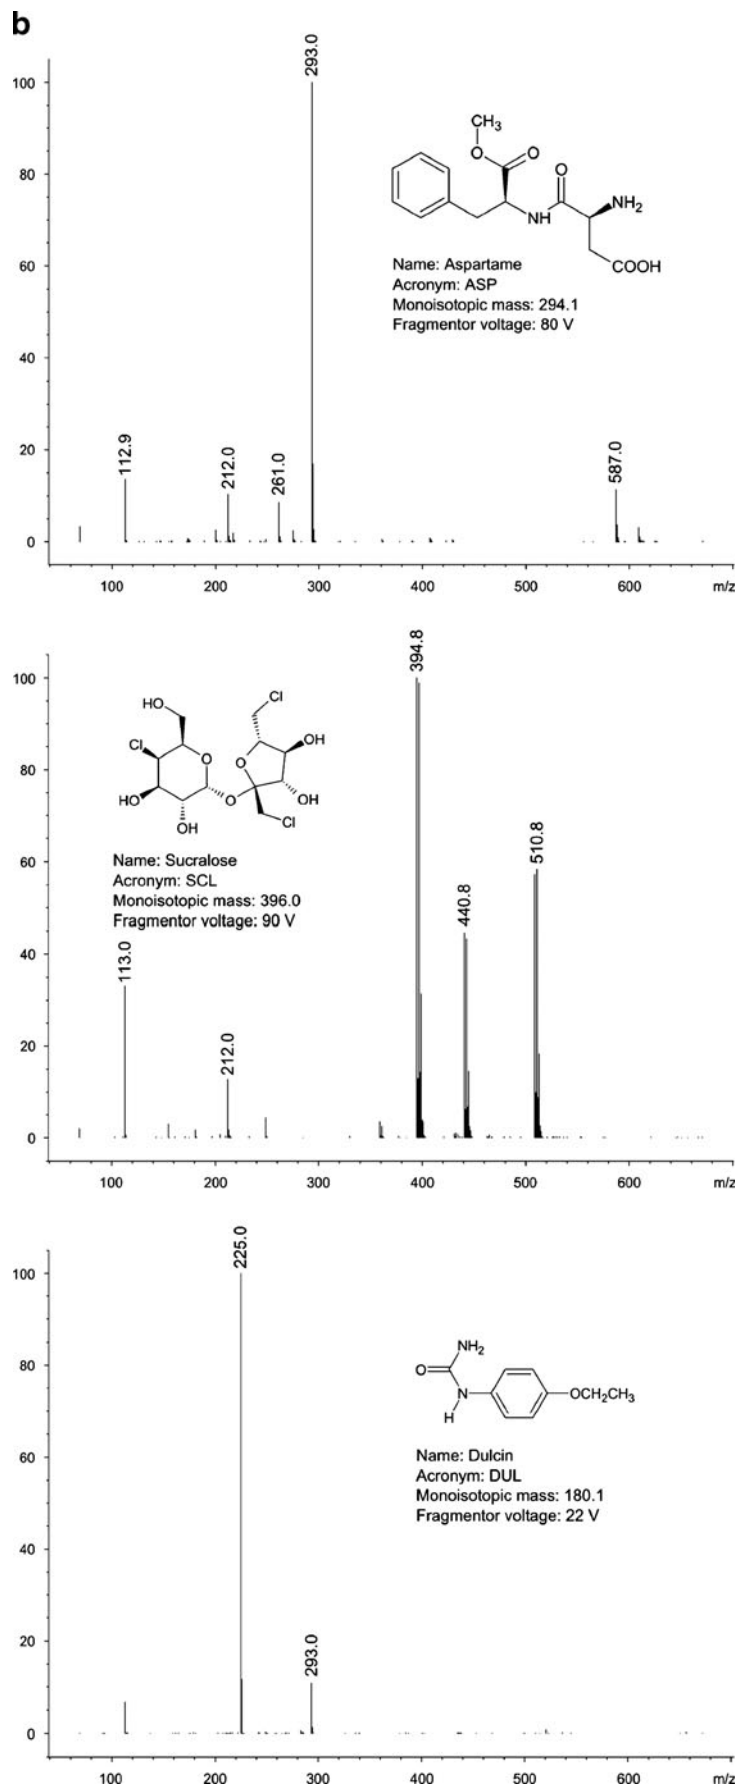 b
293.0
100
80
60
40
20
0
112.9
212.0
261.0
587.0
CH3
O
O
O
NH
NH2
COOH
Name: Aspartame
Acronym: ASP
Monoisotopic mass: 294.1
Fragmentor voltage: 80 V
100 200 300 400 500 600 m/z
394.8
100
80
60
40
20
0
113.0
212.0
440.8
510.8
HO
Cl
Cl
O
O
OH
HO
O
OH
OH
Cl
Name: Sucralose
Acronym: SCL
Monoisotopic mass: 396.0
Fragmentor voltage: 90 V
100 200 300 400 500 600 m/z
225.0
100
80
60
40
20
0
293.0
NH2
O
N
H
OCH2CH3
Name: Dulcin
Acronym: DUL
Monoisotopic mass: 180.1
Fragmentor voltage: 22 V
100 200 300 400 500 600 m/z